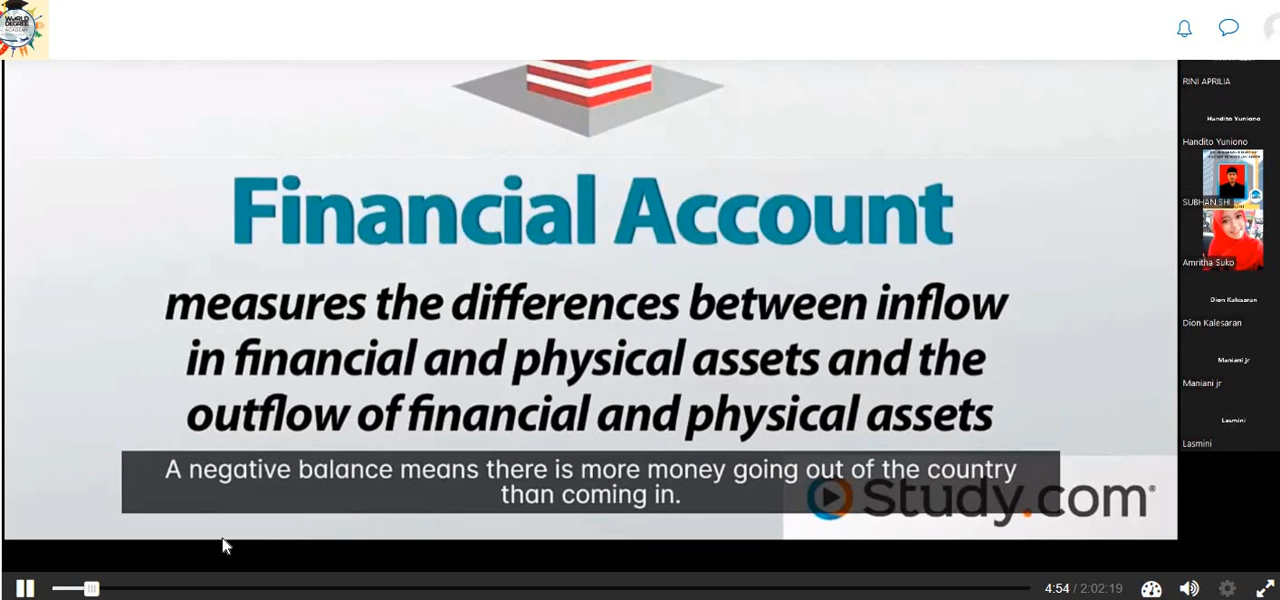 WORLD
DEGREE
ACADEMY
RINI APRILIA
Handito Yuniono
Handito Yuniono
SUBHAN SHI
Amritha Suko
Dion Kalesaran
Dion Kalesaran
Maniani jr
Maniani jr
Lasmini
Lasmini
Financial Account
measures the differences between inflow
in financial and physical assets and the
outflow of financial and physical assets
A negative balance means there is more money going out of the country
than coming in.
Study.com®
4:54 / 2:02:19